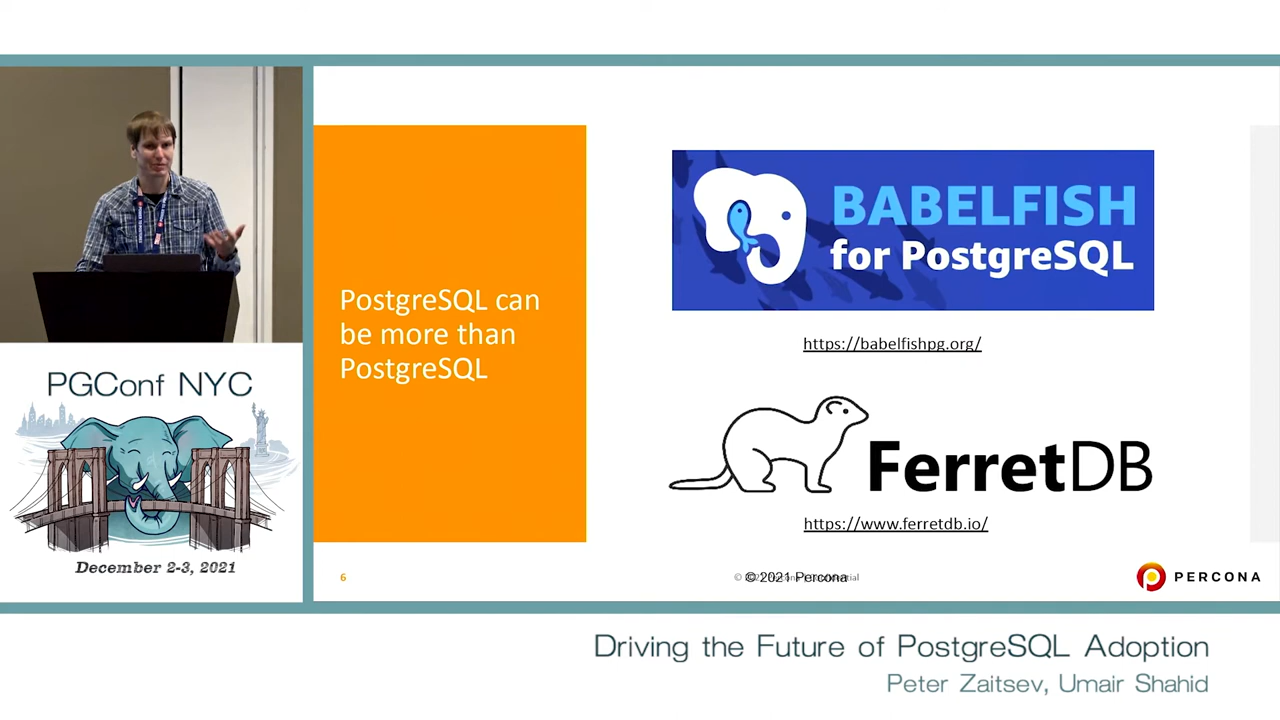 PGConf NYC
December 2-3, 2021
PostgreSQL can
be more than
PostgreSQL
BABELFISH
for PostgreSQL
https://babelfishpg.org/
FerretDB
https://www.ferretdb.io/
6
© 2021 Percona
PERCONA
Driving the Future of PostgreSQL Adoption
Peter Zaitsev, Umair Shahid